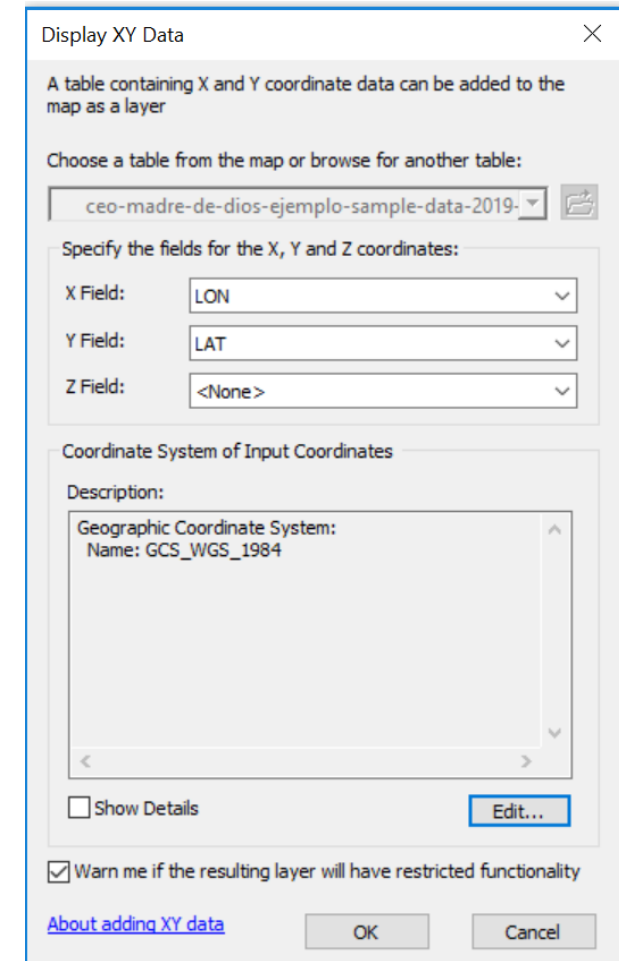 Display XY Data
A table containing X and Y coordinate data can be added to the
map as a layer
Choose a table from the map or browse for another table:
ceo-madre-de-dios-ejemplo-sample-data-2019-
Specify the fields for the X, Y and Z coordinates:
X Field:
LON
Y Field:
LAT
Z Field:
<None>
Coordinate System of Input Coordinates
Description:
Geographic Coordinate System:
Name: GCS_WGS_1984
Show Details
Edit...
Warn me if the resulting layer will have restricted functionality
About adding XY data
OK
Cancel